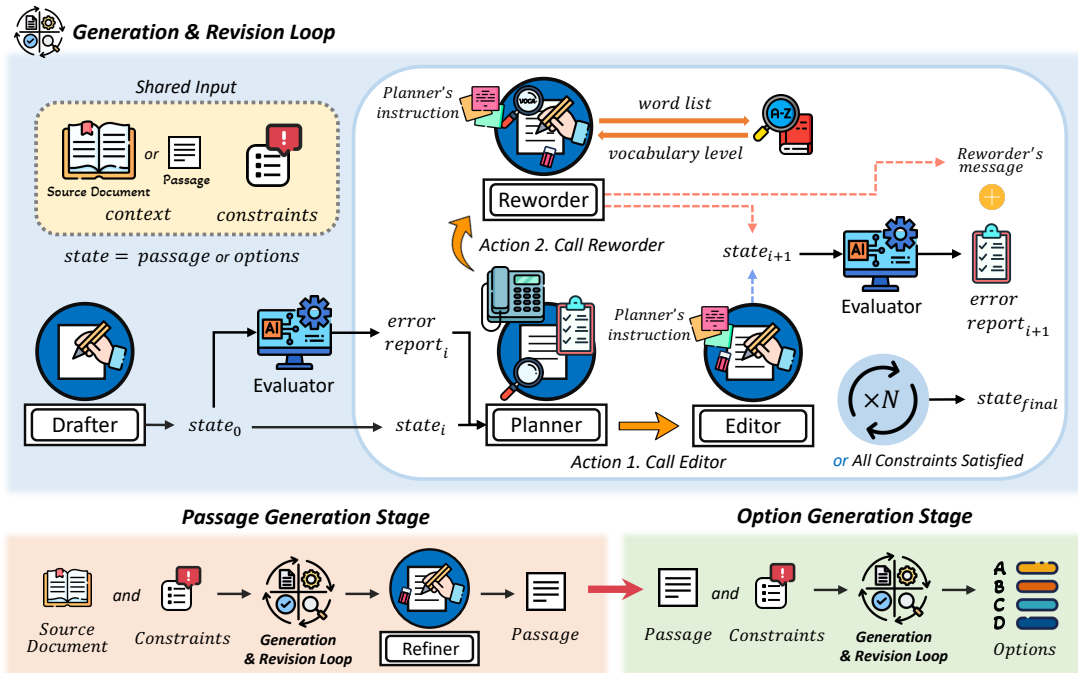 Generation & Revision Loop
Shared Input
Source Document
or
Passage
context
constraints
state = passage or options
Planner's
instruction
VOCA
word list
vocabulary level
A-Z
Reworder
Reworder's
message
Action 2. Call Reworder
state_{i+1}
AI
Evaluator
error
report_{i+1}
Drafter
state_0
AI
Evaluator
error
report_i
state_i
Planner
Planner's
instruction
Editor
Action 1. Call Editor
×N
state_{final}
or All Constraints Satisfied
Passage Generation Stage
Source
Document
and
Constraints
Generation
& Revision Loop
Refiner
Passage
Option Generation Stage
Passage
and
Constraints
Generation
& Revision Loop
A
B
C
D
Options